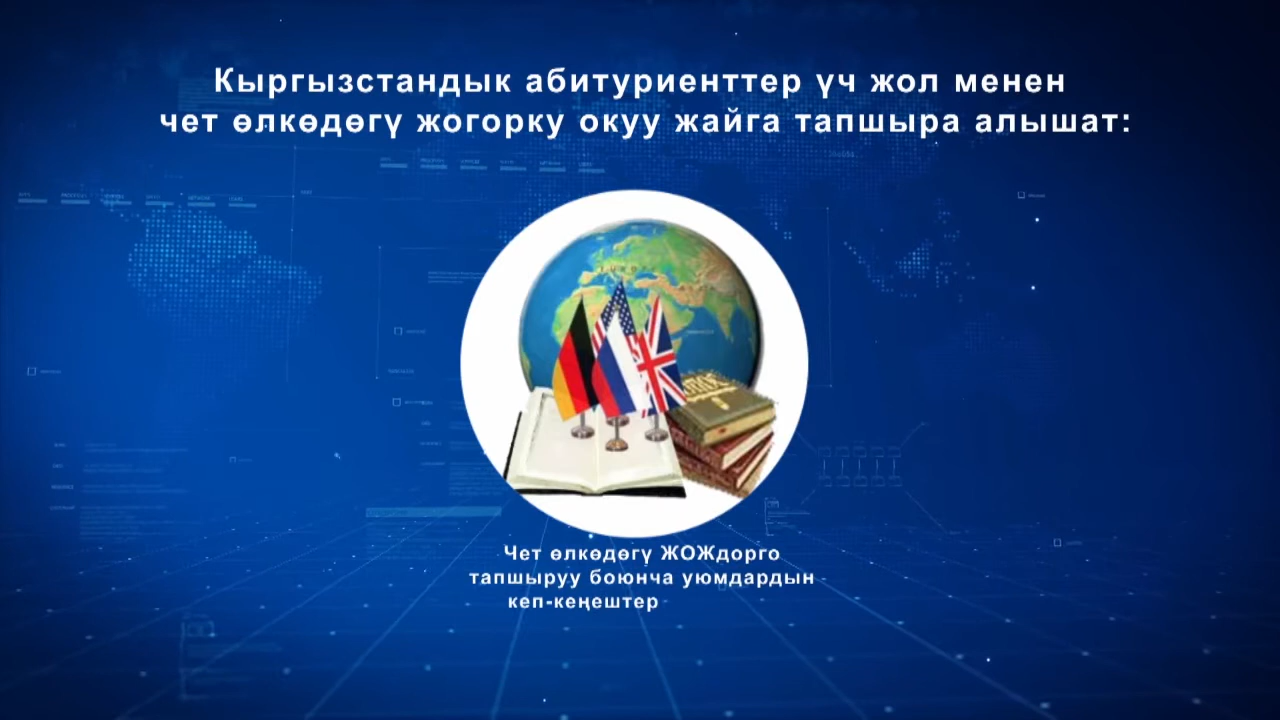 Кыргызстандык абитуриенттер үч жол менен
чет өлкөдөгү жогорку окуу жайга тапшыра алышат:
Чет өлкөдөгү ЖОЖдорго
тапшыруу боюнча уюмдардын
кеп-кеңештер